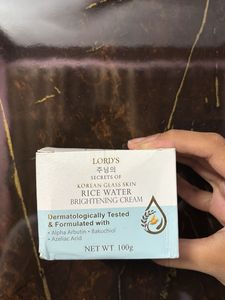 LORD'S
주님의
SECRETS OF
KOREAN GLASS SKIN
RICE WATER
BRIGHTENING CREAM
Dermatologically Tested
& Formulated with
• Alpha Arbutin • Bakuchiol
• Azeliac Acid
NET WT 100g